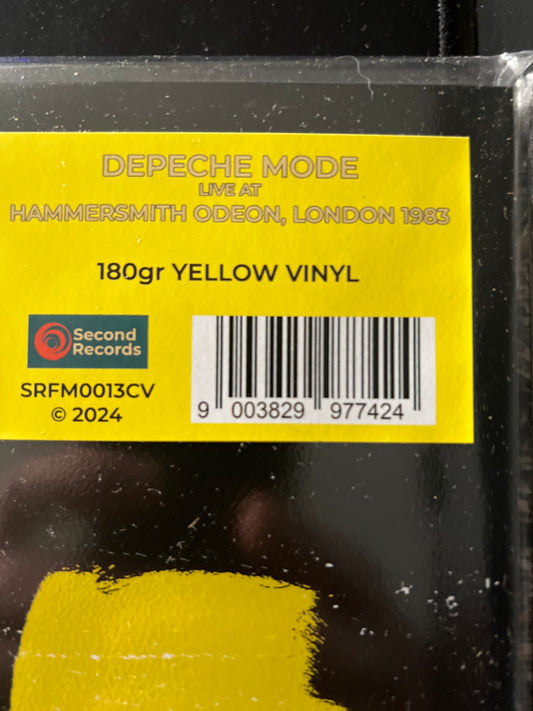 DEPECHE MODE
LIVE AT
HAMMERSMITH ODEON, LONDON 1983
180gr YELLOW VINYL
Second
Records
SRFM0013CV
© 2024
9 003829 977424